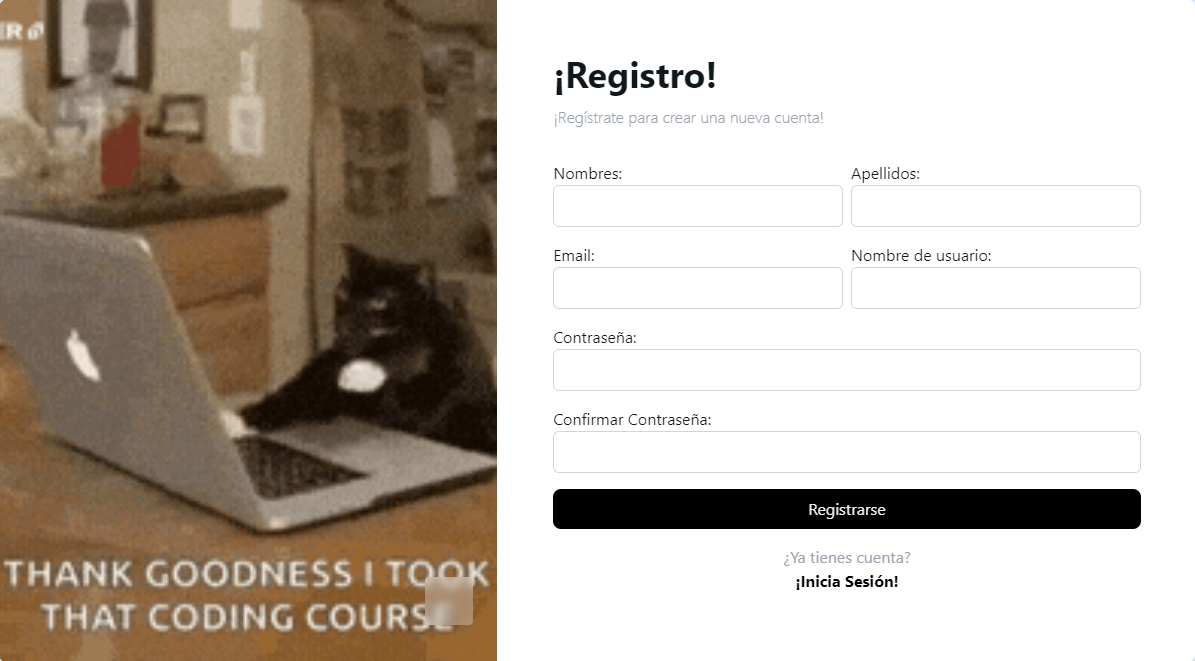 ER
THANK GOODNESS I TOOK
THAT CODING COURSE
¡Registro!
¡Regístrate para crear una nueva cuenta!
Nombres:
Apellidos:
Email:
Nombre de usuario:
Contraseña:
Confirmar Contraseña:
Registrarse
¿Ya tienes cuenta?
¡Inicia Sesión!